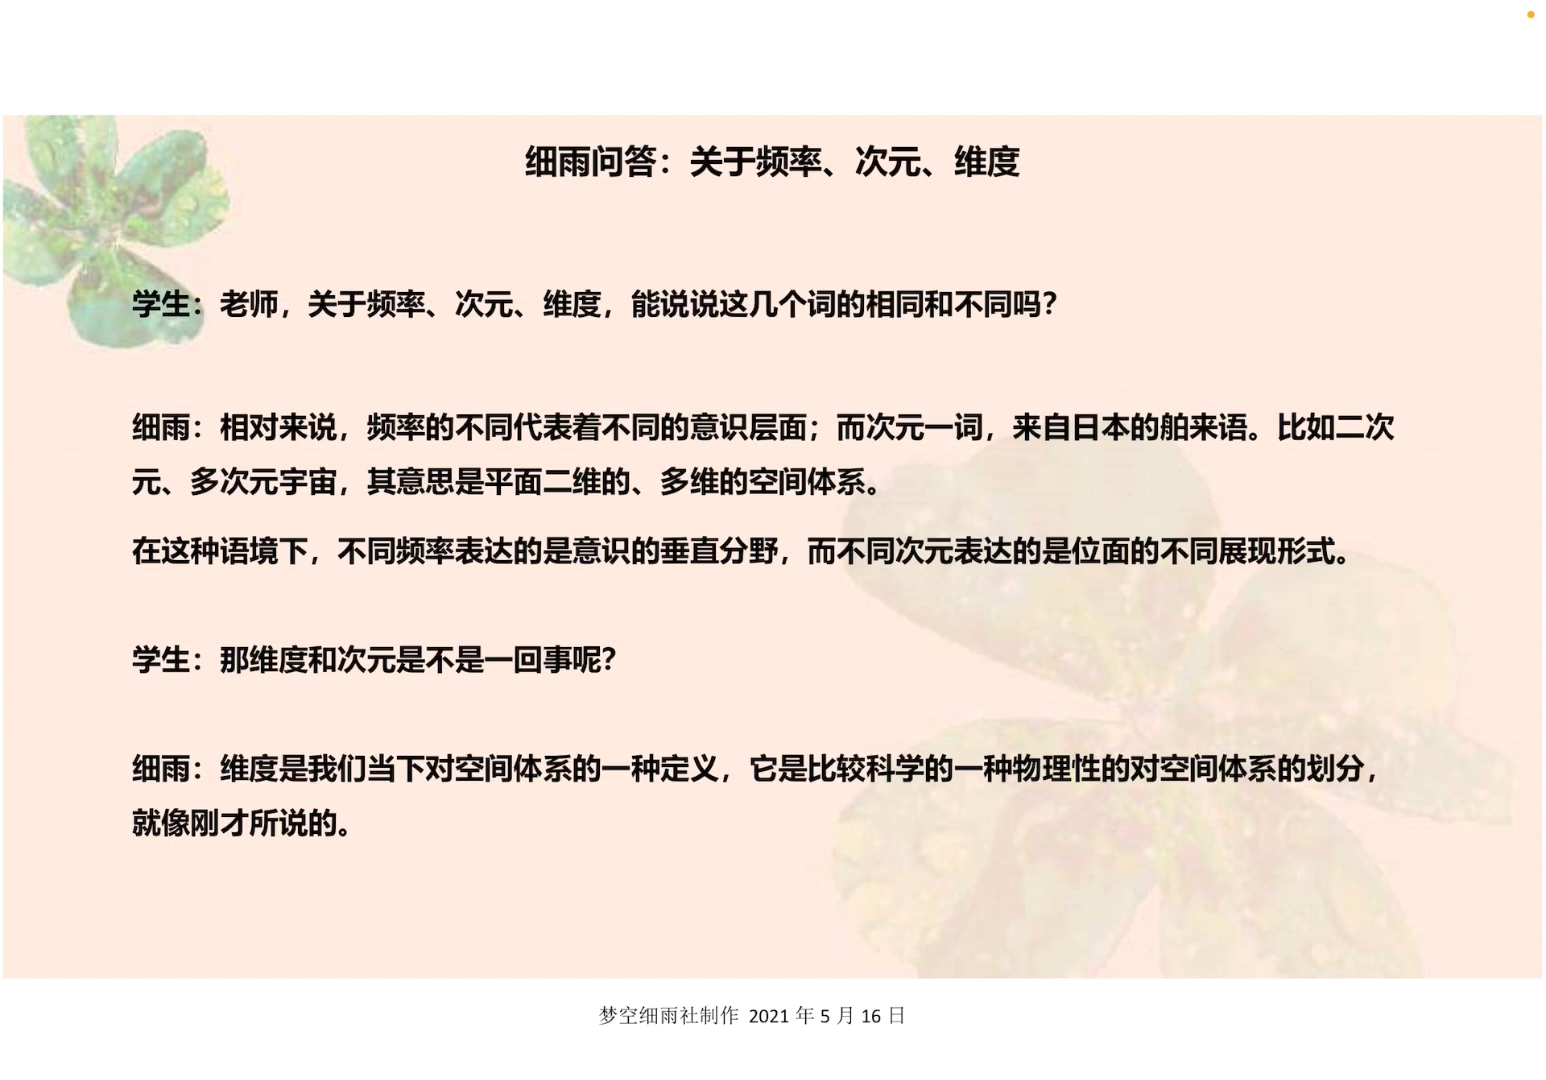 细雨问答：关于频率、次元、维度
学生：老师，关于频率、次元、维度，能说说这几个词的相同和不同吗？
细雨：相对来说，频率的不同代表着不同的意识层面；而次元一词，来自日本的舶来语。比如二次
元、多次元宇宙，其意思是平面二维的、多维的空间体系。
在这种语境下，不同频率表达的是意识的垂直分野，而不同次元表达的是位面的不同展现形式。
学生：那维度和次元是不是一回事呢？
细雨：维度是我们当下对空间体系的一种定义，它是比较科学的一种物理性的对空间体系的划分，
就像刚才所说的。
梦空细雨社制作 2021 年 5 月 16 日